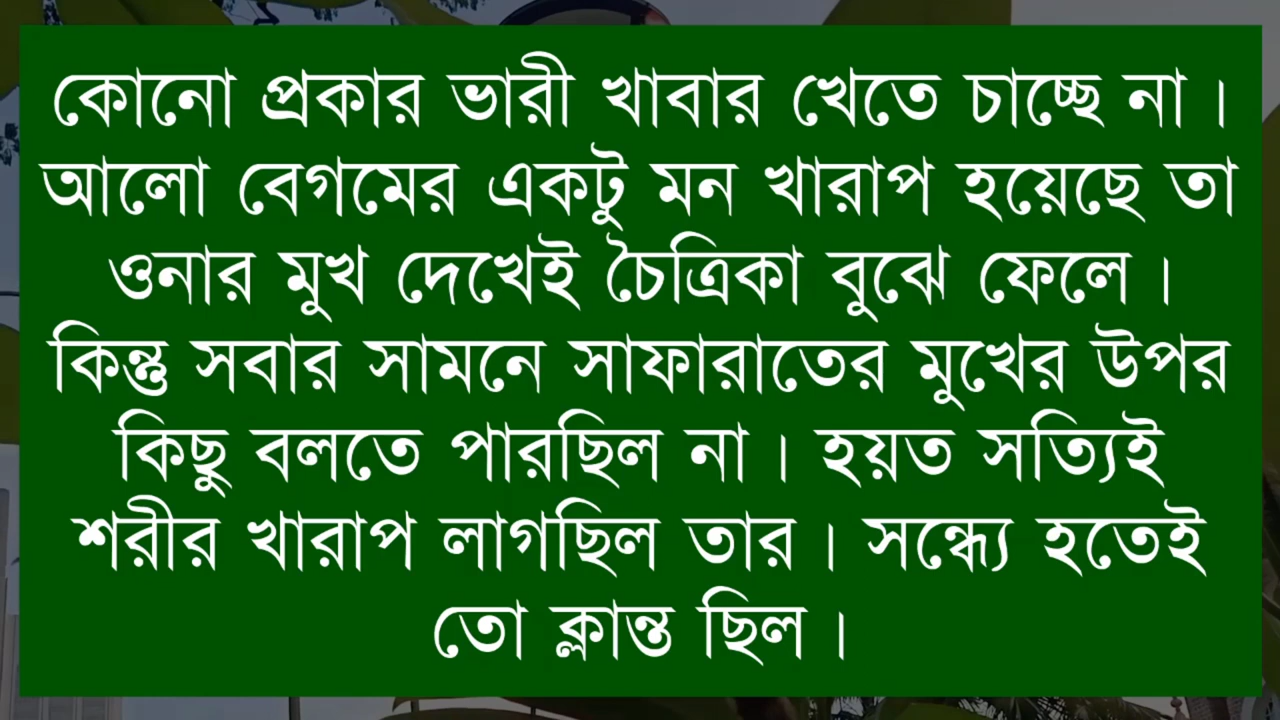 কোনো প্রকার ভারী খাবার খেতে চাচ্ছে না।
আলো বেগমের একটু মন খারাপ হয়েছে তা
ওনার মুখ দেখেই চৈত্রিকা বুঝে ফেলে।
কিন্তু সবার সামনে সাফারাতের মুখের উপর
কিছু বলতে পারছিল না। হয়ত সত্যিই
শরীর খারাপ লাগছিল তার। সন্ধ্যে হতেই
তো ক্লান্ত ছিল।